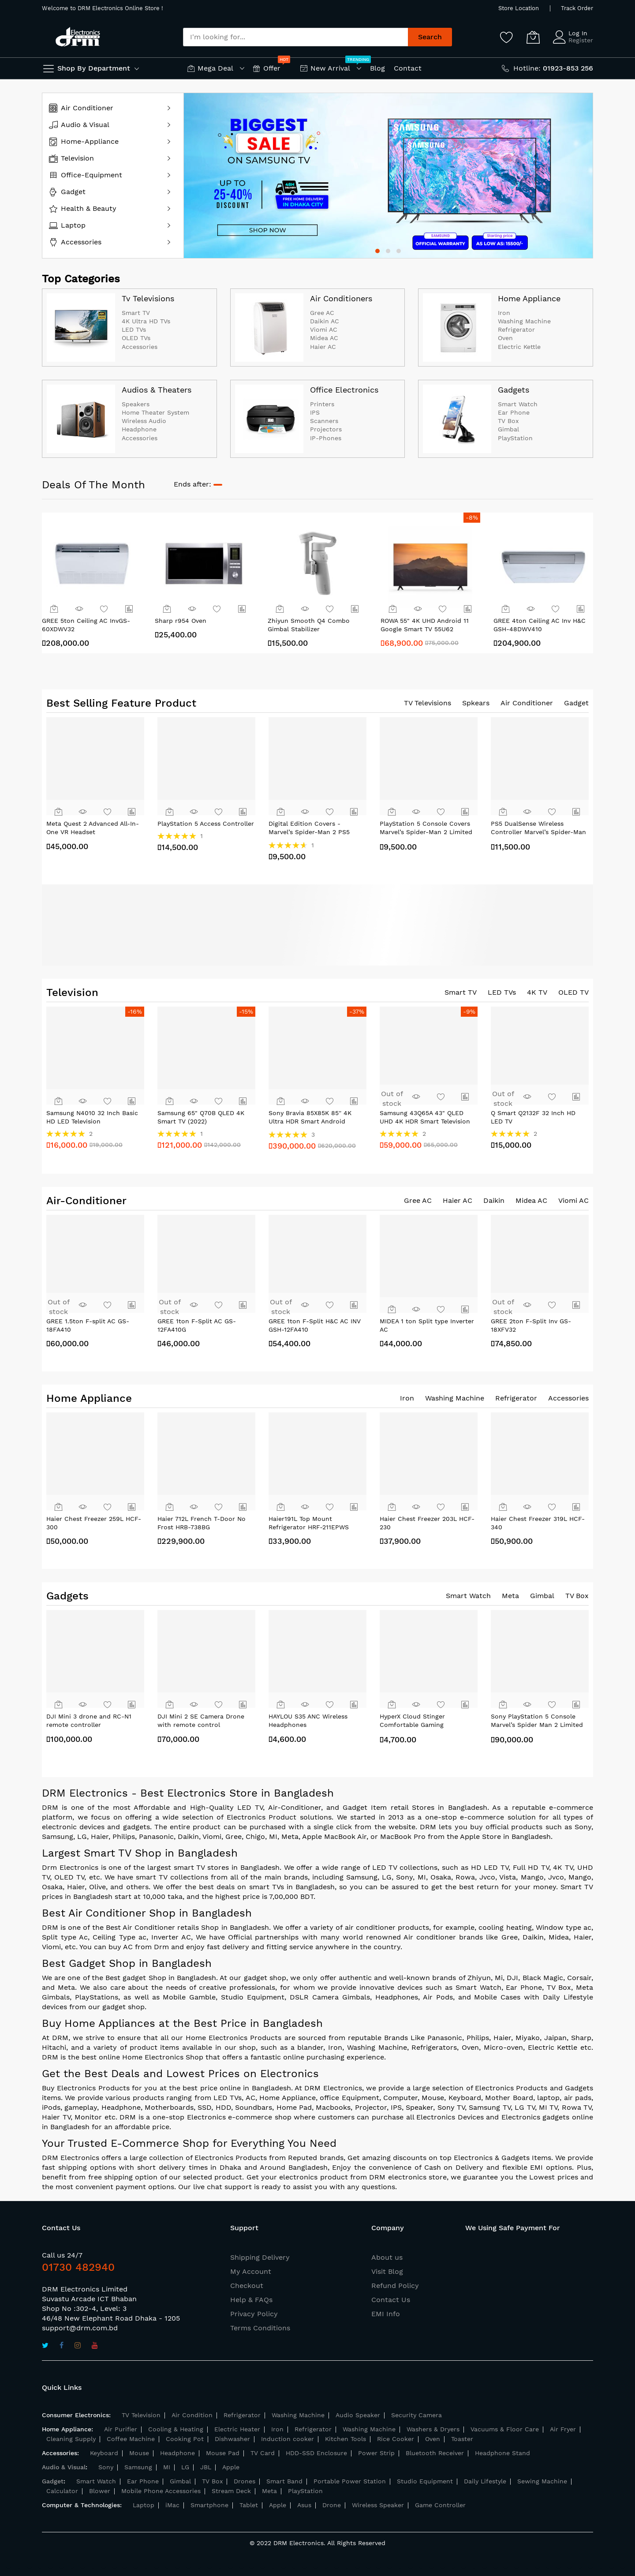 Welcome to DRM Electronics Online Store !
Store Location | Track Order
Electronics
drm
I'm looking for...
Search
Log In
Register
Shop By Department
Mega Deal
HOT
Offer
TRENDING
New Arrival
Blog
Contact
Hotline: 01923-853 256
Air Conditioner
Audio & Visual
Home-Appliance
Television
Office-Equipment
Gadget
Health & Beauty
Laptop
Accessories
BIGGEST
SALE
ON SAMSUNG TV
UP TO
25-40%
DISCOUNT
FREE DELIVERY
IN DHAKA CITY
SHOP NOW
SAMSUNG
SAMSUNG
OFFICIAL WARRANTY
AS LOW AS: 15500/-
Top Categories
Tv Televisions
Smart TV
4K Ultra HD TVs
LED TVs
OLED TVs
Accessories
Air Conditioners
Gree AC
Daikin AC
Viomi AC
Midea AC
Haier AC
Home Appliance
Iron
Washing Machine
Refrigerator
Oven
Electric Kettle
Audios & Theaters
Speakers
Home Theater System
Wireless Audio
Headphone
Accessories
Office Electronics
Printers
IPS
Scanners
Projectors
IP-Phones
Gadgets
Smart Watch
Ear Phone
TV Box
Gimbal
PlayStation
Deals Of The Month
Ends after:
-8%
GREE 5ton Ceiling AC InvGS-
60XDWV32
208,000.00
Sharp r954 Oven
25,400.00
Zhiyun Smooth Q4 Combo
Gimbal Stabilizer
15,500.00
ROWA 55" 4K UHD Android 11
Google Smart TV 55U62
68,900.00 75,000.00
GREE 4ton Ceiling AC Inv H&C
GSH-48DWV410
204,900.00
Best Selling Feature Product
TV Televisions
Spekars
Air Conditioner
Gadget
Meta Quest 2 Advanced All-In-
One VR Headset
45,000.00
PlayStation 5 Access Controller
1
14,500.00
Digital Edition Covers -
Marvel's Spider-Man 2 PS5
1
9,500.00
PlayStation 5 Console Covers
Marvel's Spider-Man 2 Limited
9,500.00
PS5 DualSense Wireless
Controller Marvel's Spider-Man
11,500.00
Television
Smart TV
LED TVs
4K TV
OLED TV
-16%
-15%
-37%
-9%
Out of
stock
Out of
stock
Samsung N4010 32 Inch Basic
HD LED Television
2
16,000.00 19,000.00
Samsung 65" Q70B QLED 4K
Smart TV (2022)
1
121,000.00 142,000.00
Sony Bravia 85X85K 85" 4K
Ultra HDR Smart Android
3
390,000.00 620,000.00
Samsung 43Q65A 43" QLED
UHD 4K HDR Smart Television
2
59,000.00 65,000.00
Q Smart Q2132F 32 Inch HD
LED TV
2
15,000.00
Air-Conditioner
Gree AC
Haier AC
Daikin
Midea AC
Viomi AC
Out of
stock
Out of
stock
Out of
stock
Out of
stock
GREE 1.5ton F-split AC GS-
18FA410
60,000.00
GREE 1ton F-Split AC GS-
12FA410G
46,000.00
GREE 1ton F-Split H&C AC INV
GSH-12FA410
54,400.00
MIDEA 1 ton Split type Inverter
AC
44,000.00
GREE 2ton F-Split Inv GS-
18XFV32
74,850.00
Home Appliance
Iron
Washing Machine
Refrigerator
Accessories
Haier Chest Freezer 259L HCF-
300
50,000.00
Haier 712L French T-Door No
Frost HRB-738BG
229,900.00
Haier191L Top Mount
Refrigerator HRF-211EPWS
33,900.00
Haier Chest Freezer 203L HCF-
230
37,900.00
Haier Chest Freezer 319L HCF-
340
50,900.00
Gadgets
Smart Watch
Meta
Gimbal
TV Box
DJI Mini 3 drone and RC-N1
remote controller
100,000.00
DJI Mini 2 SE Camera Drone
with remote control
70,000.00
HAYLOU S35 ANC Wireless
Headphones
4,600.00
HyperX Cloud Stinger
Comfortable Gaming
4,700.00
Sony PlayStation 5 Console
Marvel's Spider Man 2 Limited
90,000.00
DRM Electronics - Best Electronics Store in Bangladesh
DRM is one of the most Affordable and High-Quality LED TV, Air-Conditioner, and Gadget Item retail Stores in Bangladesh. As a reputable e-commerce
platform, we focus on offering a wide selection of Electronics Product solutions. We started in 2013 as a one-stop e-commerce solution for all types of
electronic devices and gadgets. The entire product can be purchased with a single click from the website. DRM lets you buy official products such as Sony,
Samsung, LG, Haier, Philips, Panasonic, Daikin, Viomi, Gree, Chigo, MI, Meta, Apple MacBook Air, or MacBook Pro from the Apple Store in Bangladesh.
Largest Smart TV Shop in Bangladesh
Drm Electronics is one of the largest smart TV stores in Bangladesh. We offer a wide range of LED TV collections, such as HD LED TV, Full HD TV, 4K TV, UHD
TV, OLED TV, etc. We have smart TV collections from all of the main brands, including Samsung, LG, Sony, MI, Osaka, Rowa, Jvco, Vista, Mango, Jvco, Mango,
Osaka, Haier, Olive, and others. We offer the best deals on smart TVs in Bangladesh, so you can be assured to get the best return for your money. Smart TV
prices in Bangladesh start at 10,000 taka, and the highest price is 7,00,000 BDT.
Best Air Conditioner Shop in Bangladesh
DRM is one of the Best Air Conditioner retails Shop in Bangladesh. We offer a variety of air conditioner products, for example, cooling heating, Window type ac,
Split type Ac, Ceiling Type ac, Inverter AC, We have Official partnerships with many world renowned Air conditioner brands like Gree, Daikin, Midea, Haier,
Viomi, etc. You can buy AC from Drm and enjoy fast delivery and fitting service anywhere in the country.
Best Gadget Shop in Bangladesh
We are one of the Best gadget Shop in Bangladesh. At our gadget shop, we only offer authentic and well-known brands of Zhiyun, Mi, DJI, Black Magic, Corsair,
and Meta. We also care about the needs of creative professionals, for whom we provide innovative devices such as Smart Watch, Ear Phone, TV Box, Meta
Gimbals, PlayStations, as well as Mobile Gamble, Studio Equipment, DSLR Camera Gimbals, Headphones, Air Pods, and Mobile Cases with Daily Lifestyle
devices from our gadget shop.
Buy Home Appliances at the Best Price in Bangladesh
At DRM, we strive to ensure that all our Home Electronics Products are sourced from reputable Brands Like Panasonic, Philips, Haier, Miyako, Jaipan, Sharp,
Hitachi, and a variety of product items available in our shop, such as a blander, Iron, Washing Machine, Refrigerators, Oven, Micro-oven, Electric Kettle etc.
DRM is the best online Home Electronics Shop that offers a fantastic online purchasing experience.
Get the Best Deals and Lowest Prices on Electronics
Buy Electronics Products for you at the best price online in Bangladesh. At DRM Electronics, we provide a large selection of Electronics Products and Gadgets
items. We provide various products ranging from LED TVs, AC, Home Appliance, office Equipment, Computer, Mouse, Keyboard, Mother Board, laptop, air pads,
iPods, gameplay, Headphone, Motherboards, SSD, HDD, Soundbars, Home Pad, Macbooks, Projector, IPS, Speaker, Sony TV, Samsung TV, LG TV, MI TV, Rowa TV,
Haier TV, Monitor etc. DRM is a one-stop Electronics e-commerce shop where customers can purchase all Electronics Devices and Electronics gadgets online
in Bangladesh for an affordable price.
Your Trusted E-Commerce Shop for Everything You Need
DRM Electronics offers a large collection of Electronics Products from Reputed brands, Get amazing discounts on top Electronics & Gadgets Items. We provide
fast shipping options with short delivery times in Dhaka and Around Bangladesh, Enjoy the convenience of Cash on Delivery and flexible EMI options. Plus,
benefit from free shipping option of our selected product. Get your electronics product from DRM electronics store, we guarantee you the Lowest prices and
the most convenient payment options. Our live chat support is ready to assist you with any questions.
Contact Us
Call us 24/7
01730 482940
DRM Electronics Limited
Suvastu Arcade ICT Bhaban
Shop No :302-4, Level: 3
46/48 New Elephant Road Dhaka - 1205
support@drm.com.bd
Support
Shipping Delivery
My Account
Checkout
Help & FAQs
Privacy Policy
Terms Conditions
Company
About us
Visit Blog
Refund Policy
Contact Us
EMI Info
We Using Safe Payment For
Quick Links
Consumer Electronics: TV Television | Air Condition | Refrigerator | Washing Machine | Audio Speaker | Security Camera
Home Appliance: Air Purifier | Cooling & Heating | Electric Heater | Iron | Refrigerator | Washing Machine | Washers & Dryers | Vacuums & Floor Care | Air Fryer |
Cleaning Supply | Coffee Machine | Cooking Pot | Dishwasher | Induction cooker | Kitchen Tools | Rice Cooker | Oven | Toaster
Accessories: Keyboard | Mouse | Headphone | Mouse Pad | TV Card | HDD-SSD Enclosure | Power Strip | Bluetooth Receiver | Headphone Stand
Audio & Visual: Sony | Samsung | MI | LG | JBL | Apple
Gadget: Smart Watch | Ear Phone | Gimbal | TV Box | Drones | Smart Band | Portable Power Station | Studio Equipment | Daily Lifestyle | Sewing Machine |
Calculator | Blower | Mobile Phone Accessories | Stream Deck | Meta | PlayStation
Computer & Technologies: Laptop | iMac | Smartphone | Tablet | Apple | Asus | Drone | Wireless Speaker | Game Controller
© 2022 DRM Electronics. All Rights Reserved